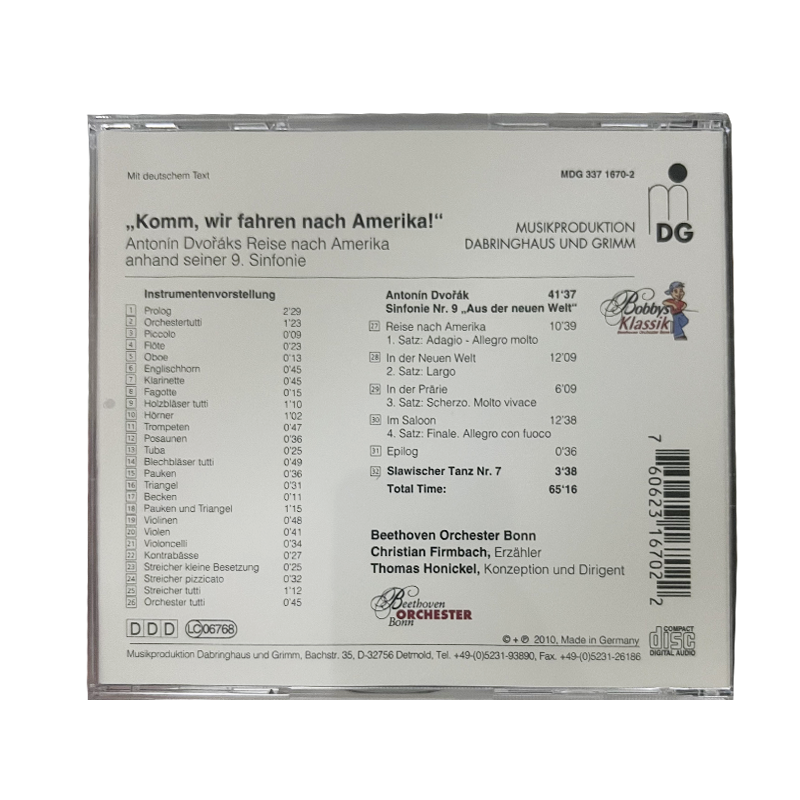 Mit deutschem Text
MDG 337 1670-2
„Komm, wir fahren nach Amerika!“
Antonín Dvořáks Reise nach Amerika
anhand seiner 9. Sinfonie
m
DG
MUSIKPRODUKTION
DABRINGHAUS UND GRIMM
Instrumentenvorstellung
1 Prolog 2'29
2 Orchestertutti 1'23
3 Piccolo 0'09
4 Flöte 0'23
5 Oboe 0'13
6 Englischhorn 0'45
7 Klarinette 0'45
8 Fagotte 0'15
9 Holzbläser tutti 1'10
10 Hörner 1'02
11 Trompeten 0'47
12 Posaunen 0'36
13 Tuba 0'25
14 Blechbläser tutti 0'49
15 Pauken 0'36
16 Triangel 0'31
17 Becken 0'11
18 Pauken und Triangel 1'15
19 Violinen 0'48
20 Violen 0'41
21 Violoncelli 0'34
22 Kontrabässe 0'27
23 Streicher kleine Besetzung 0'25
24 Streicher pizzicato 0'32
25 Streicher tutti 1'12
26 Orchester tutti 0'45
Antonín Dvořák 41'37
Sinfonie Nr. 9 „Aus der neuen Welt“
27 Reise nach Amerika 10'39
1. Satz: Adagio - Allegro molto
28 In der Neuen Welt 12'09
2. Satz: Largo
29 In der Prärie 6'09
3. Satz: Scherzo. Molto vivace
30 Im Saloon 12'38
4. Satz: Finale. Allegro con fuoco
31 Epilog 0'36
32 Slawischer Tanz Nr. 7 3'38
Total Time: 65'16
Bobbys
Klassik
Beethoven Orchester Bonn
Beethoven Orchester Bonn
Christian Firmbach, Erzähler
Thomas Honickel, Konzeption und Dirigent
Beethoven
ORCHESTER
Bonn
7 60623 16702 2
DDD LC 06768
© + ℗ 2010, Made in Germany
COMPACT
disc
DIGITAL AUDIO
Musikproduktion Dabringhaus und Grimm, Bachstr. 35, D-32756 Detmold, Tel. +49-(0)5231-93890, Fax. +49-(0)5231-26186